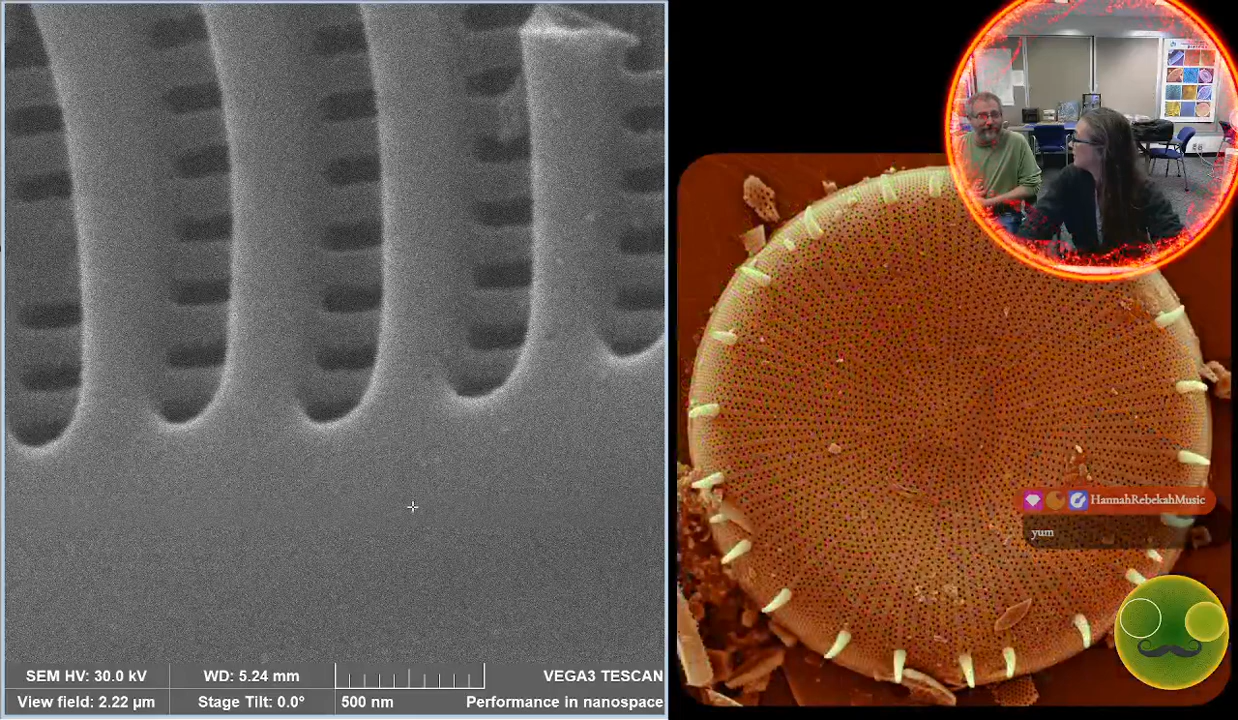 SEM HV: 30.0 kV
WD: 5.24 mm
VEGA3 TESCAN
View field: 2.22 µm
Stage Tilt: 0.0°
500 nm
Performance in nanospace
HannahRebekahMusic
yum